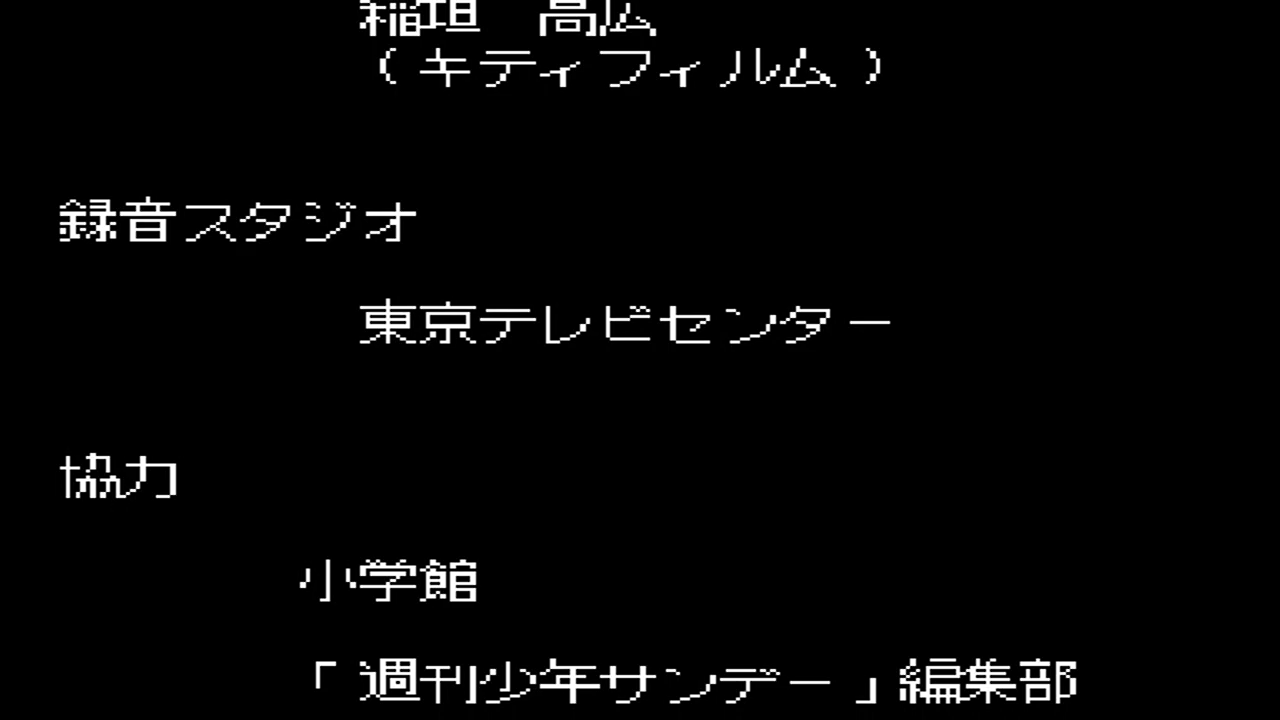 稲垣　高広
(キティフィルム)
録音スタジオ
東京テレビセンター
協力
小学館
「週刊少年サンデー」編集部